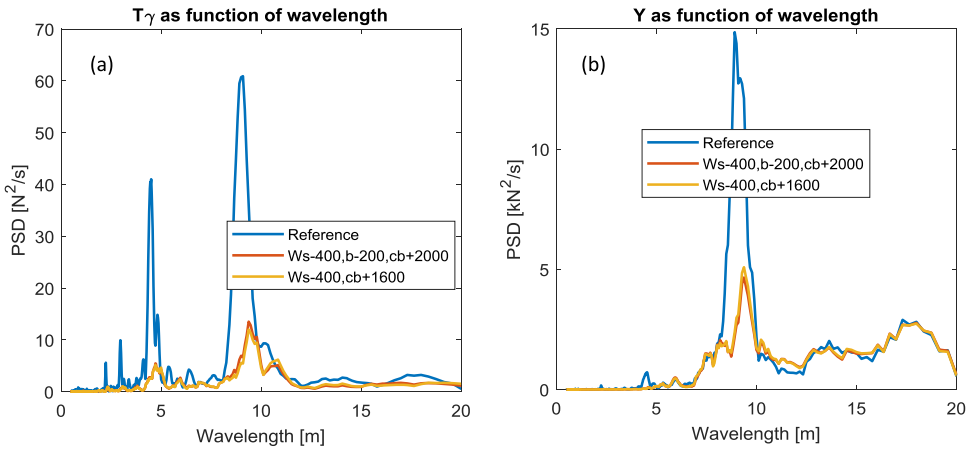 Tγ as function of wavelength
(a)
70
60
50
40
30
20
10
0
PSD [N²/s]
Reference
Ws-400,b-200,cb+2000
Ws-400,cb+1600
0 5 10 15 20
Wavelength [m]
Y as function of wavelength
(b)
15
10
5
0
PSD [kN²/s]
Reference
Ws-400,b-200,cb+2000
Ws-400,cb+1600
5 10 15 20
Wavelength [m]